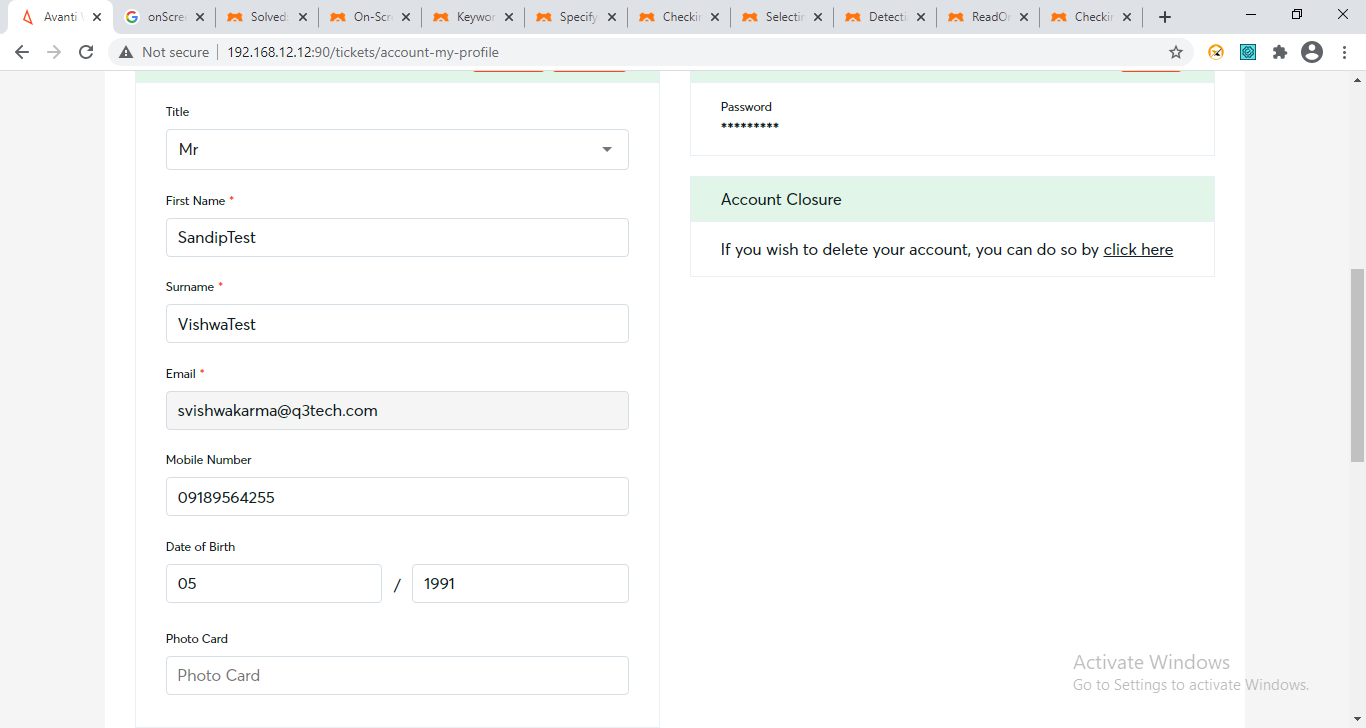 Avanti
onScree
Solved:
On-Scr
Keywor
Specify
Checkin
Selectin
Detecti
ReadOn
Checkin
Not secure
192.168.12.12:90/tickets/account-my-profile
Title
Mr
First Name *
SandipTest
Surname *
VishwaTest
Email *
svishwakarma@q3tech.com
Mobile Number
09189564255
Date of Birth
05 / 1991
Photo Card
Photo Card
Password
*********
Account Closure
If you wish to delete your account, you can do so by click here
Activate Windows
Go to Settings to activate Windows.